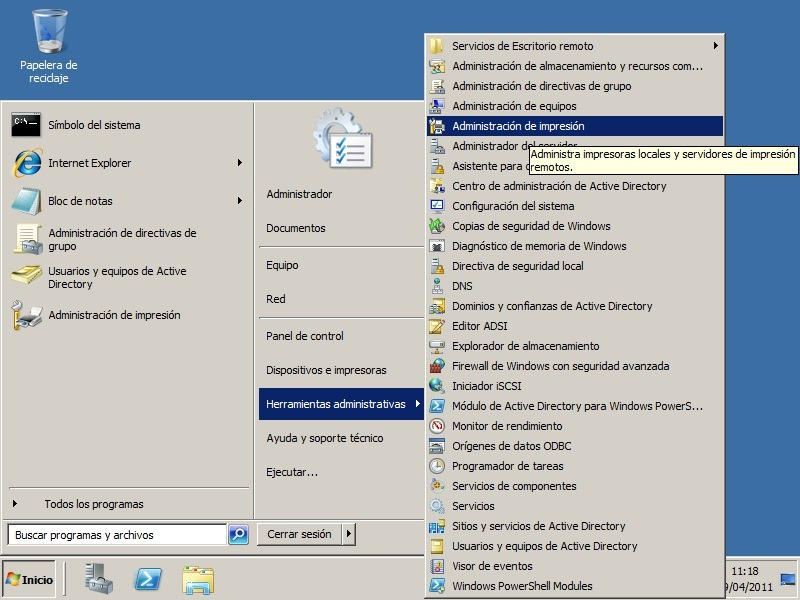 Papelera de
reciclaje
Símbolo del sistema
Internet Explorer
Bloc de notas
Administración de directivas de
grupo
Usuarios y equipos de Active
Directory
Administración de impresión
Todos los programas
Buscar programas y archivos
Administrador
Documentos
Equipo
Red
Panel de control
Dispositivos e impresoras
Herramientas administrativas
Ayuda y soporte técnico
Ejecutar...
Cerrar sesión
Servicios de Escritorio remoto
Administración de almacenamiento y recursos com...
Administración de directivas de grupo
Administración de equipos
Administración de impresión
Administrador del servidor
Administra impresoras locales y servidores de impresión
remotos.
Asistente para
Centro de administración de Active Directory
Configuración del sistema
Copias de seguridad de Windows
Diagnóstico de memoria de Windows
Directiva de seguridad local
DNS
Dominios y confianzas de Active Directory
Editor ADSI
Explorador de almacenamiento
Firewall de Windows con seguridad avanzada
Iniciador iSCSI
Módulo de Active Directory para Windows PowerS...
Monitor de rendimiento
Orígenes de datos ODBC
Programador de tareas
Servicios de componentes
Servicios
Sitios y servicios de Active Directory
Usuarios y equipos de Active Directory
Visor de eventos
Windows PowerShell Modules
Inicio
11:18
9/04/2011